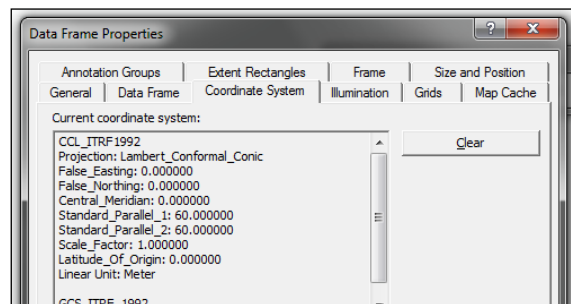 Data Frame Properties
Annotation Groups Extent Rectangles Frame Size and Position
General Data Frame Coordinate System Illumination Grids Map Cache
Current coordinate system:
CCL_ITRF1992
Projection: Lambert_Conformal_Conic
False_Easting: 0.000000
False_Northing: 0.000000
Central_Meridian: 0.000000
Standard_Parallel_1: 60.000000
Standard_Parallel_2: 60.000000
Scale_Factor: 1.000000
Latitude_Of_Origin: 0.000000
Linear Unit: Meter
GCS_ITRF_1992
Clear